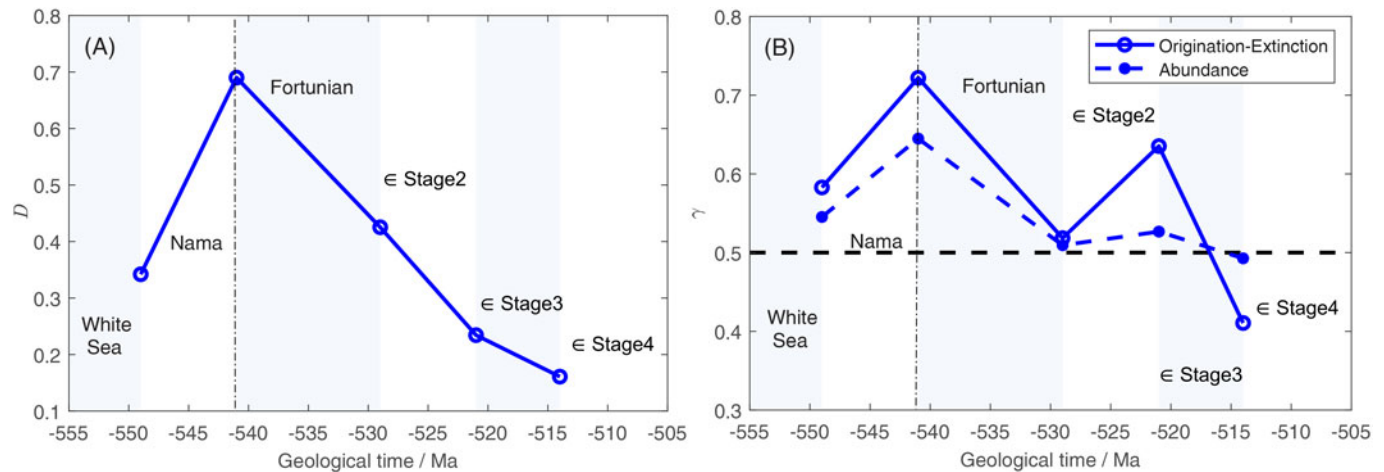 (A)
0.8
0.7
0.6
0.5
0.4
0.3
0.2
0.1
D
Fortunian
∈ Stage2
Nama
∈ Stage3
White
Sea
∈ Stage4
-555 -550 -545 -540 -535 -530 -525 -520 -515 -510 -505
Geological time / Ma
(B)
0.8
0.7
0.6
0.5
0.4
0.3
γ
Origination-Extinction
Abundance
Fortunian
∈ Stage2
Nama
White
Sea
∈ Stage4
∈ Stage3
-555 -550 -545 -540 -535 -530 -525 -520 -515 -510 -505
Geological time / Ma